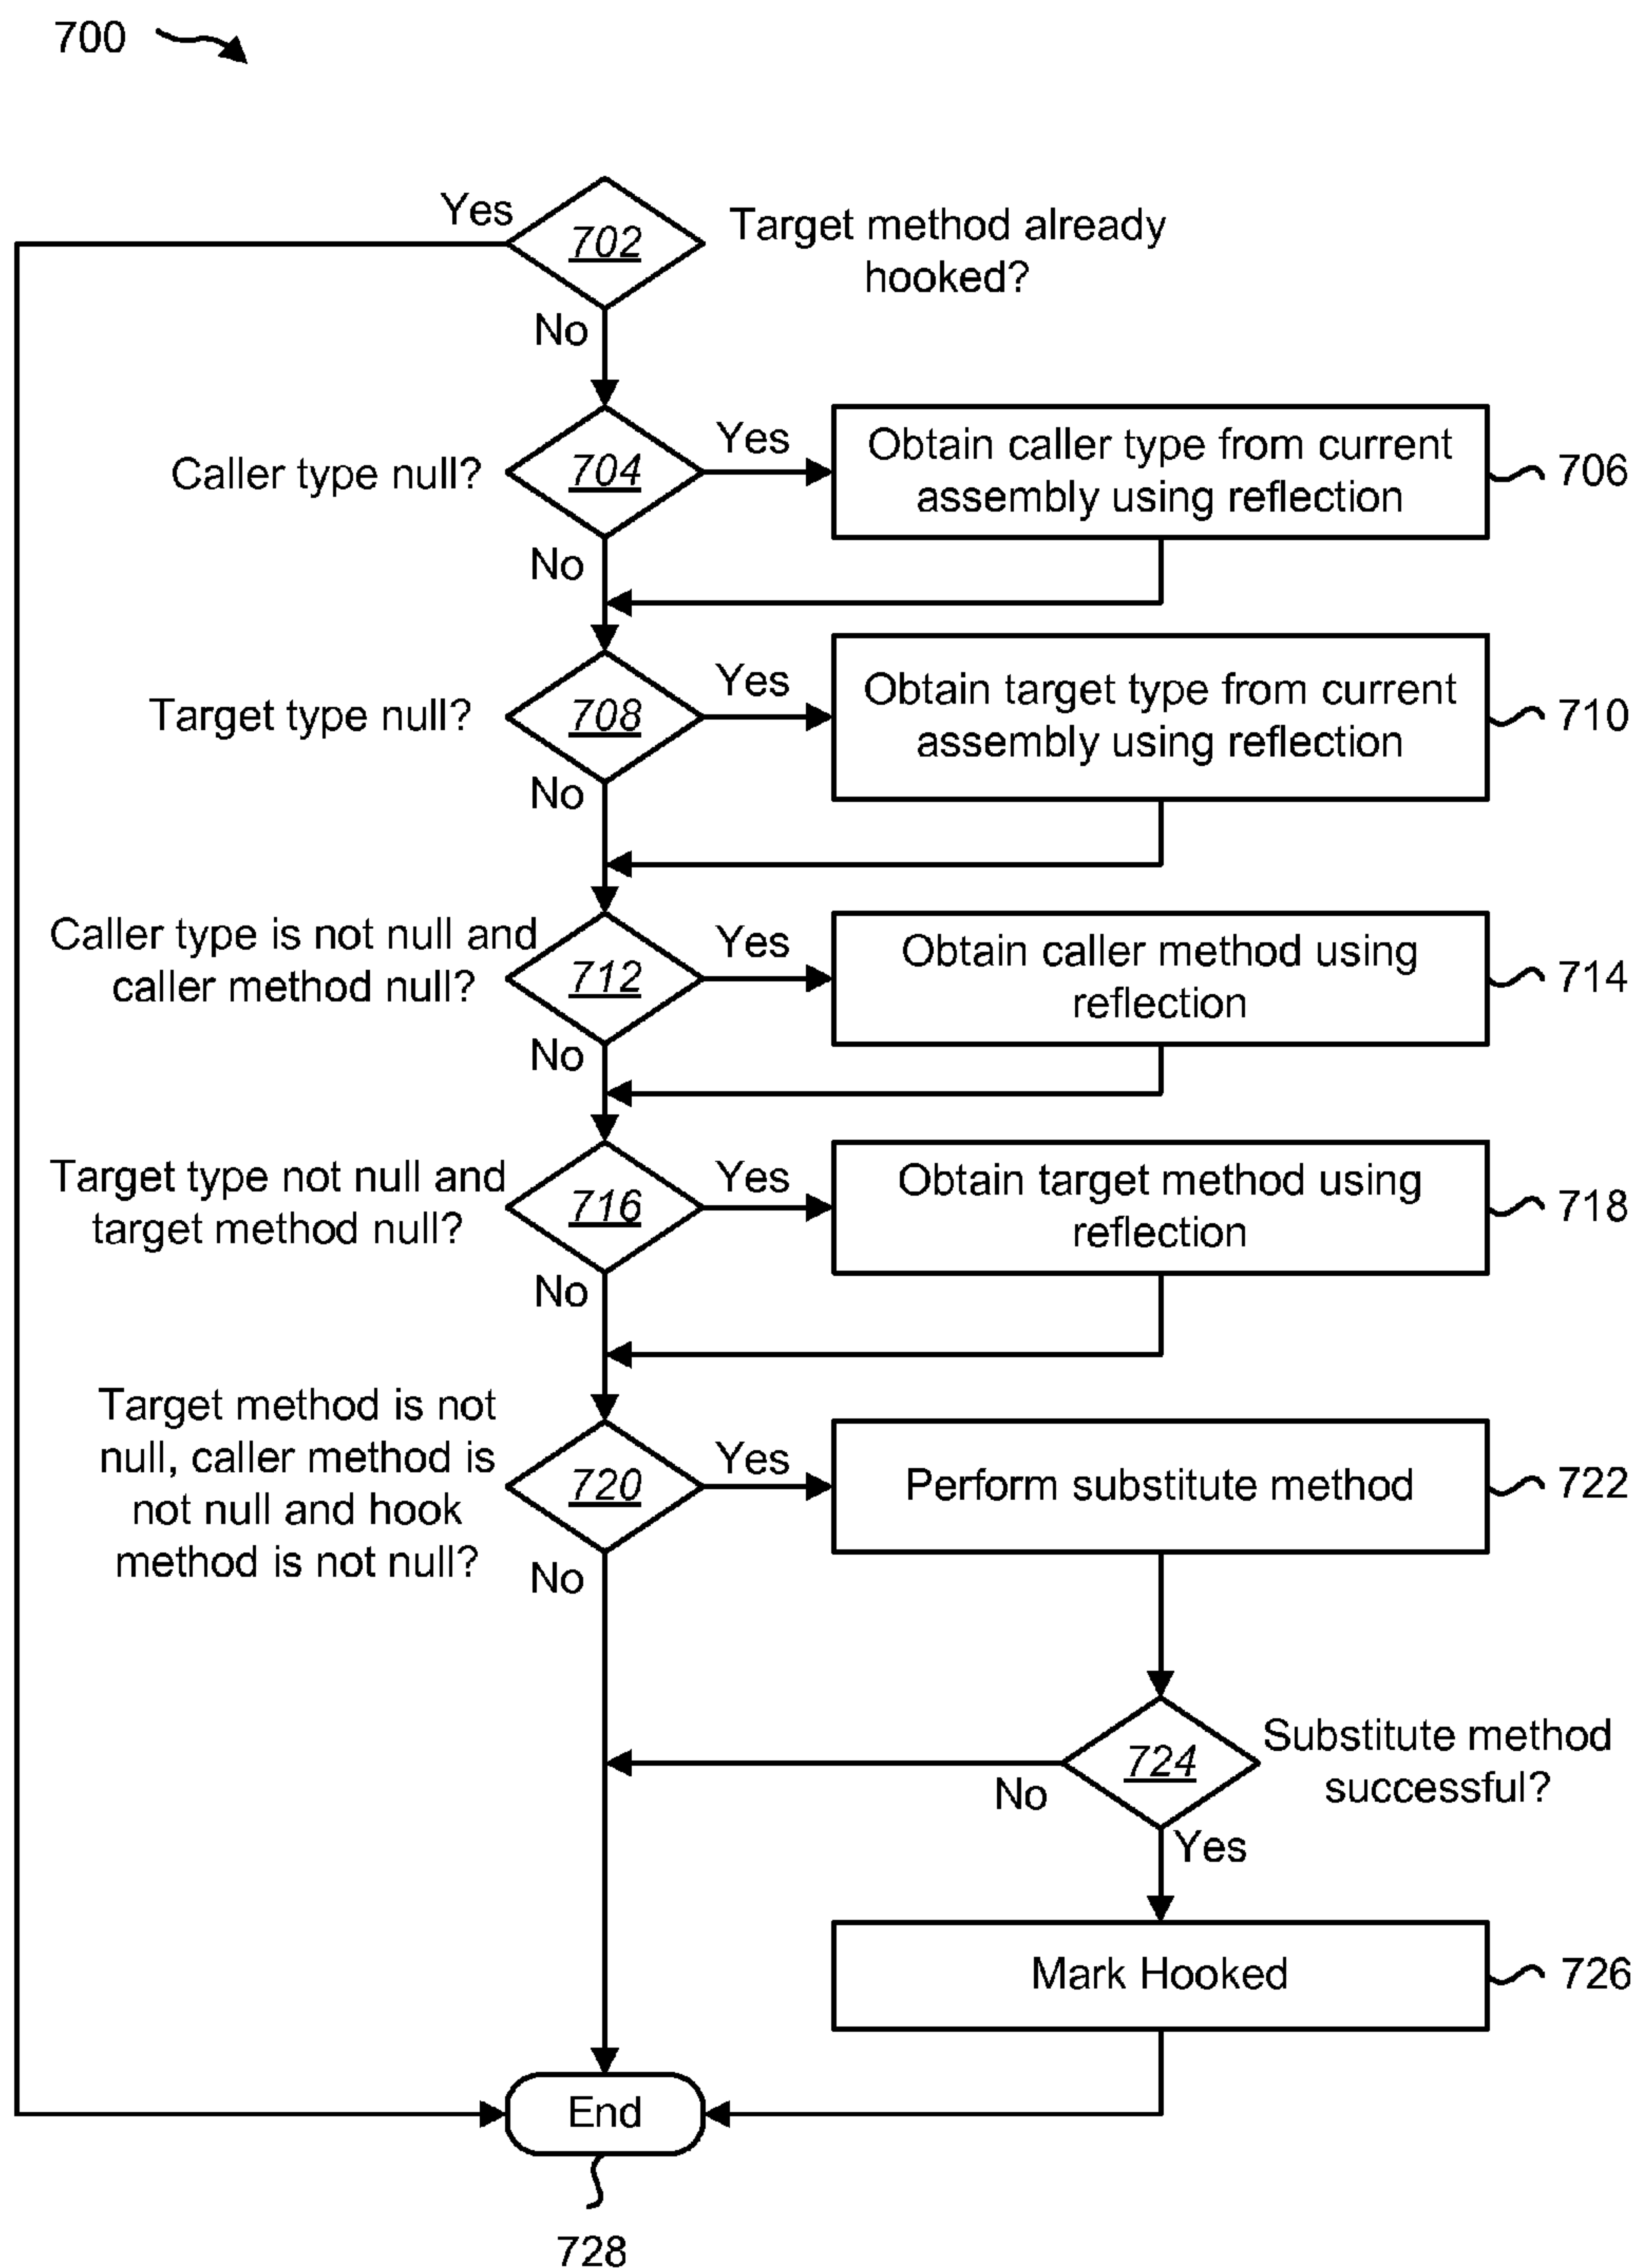 700
Yes
702
Target method already
hooked?
No
Caller type null?
704
Yes
Obtain caller type from current
assembly using reflection
706
No
Target type null?
708
Yes
Obtain target type from current
assembly using reflection
710
No
Caller type is not null and
caller method null?
712
Yes
Obtain caller method using
reflection
714
No
Target type not null and
target method null?
716
Yes
Obtain target method using
reflection
718
No
Target method is not
null, caller method is
not null and hook
method is not null?
720
Yes
Perform substitute method
722
No
724
Substitute method
successful?
No
Yes
Mark Hooked
726
End
728